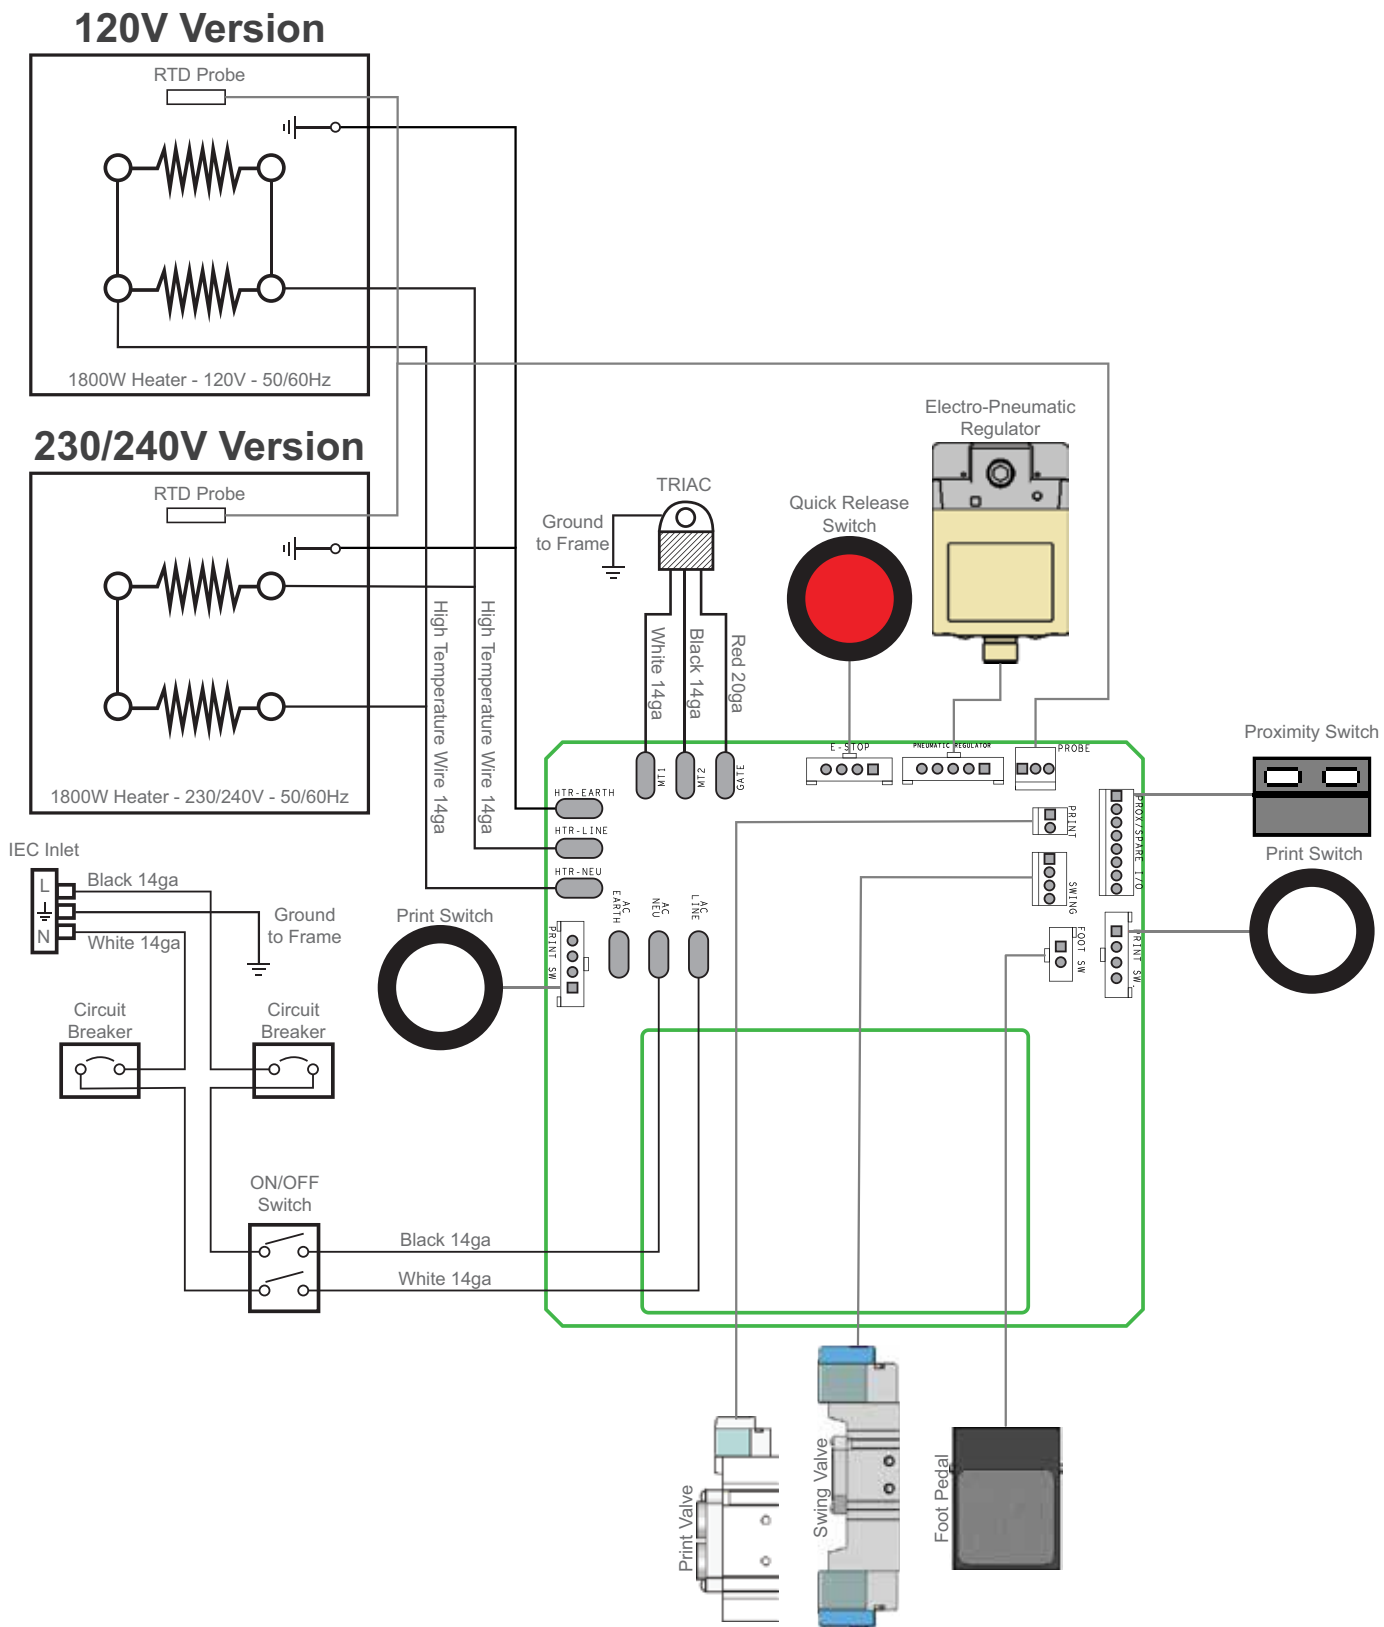 120V Version
RTD Probe
1800W Heater - 120V - 50/60Hz
230/240V Version
RTD Probe
1800W Heater - 230/240V - 50/60Hz
High Temperature Wire 14ga
High Temperature Wire 14ga
TRIAC
Ground
to Frame
White 14ga
Black 14ga
Red 20ga
Quick Release
Switch
Electro-Pneumatic
Regulator
Proximity Switch
Print Switch
MT1
MT2
GATE
E-STOP
PNEUMATIC REGULATOR
PROBE
HTR-EARTH
HTR-LINE
HTR-NEU
PRINT
PROX/SPARE I/O
SWING
FOOT SW
PRINT SW.
AC
EARTH
AC
NEU
AC
LINE
PRINT SW
IEC Inlet
L
N
Black 14ga
White 14ga
Ground
to Frame
Print Switch
Circuit
Breaker
Circuit
Breaker
ON/OFF
Switch
Black 14ga
White 14ga
Print Valve
Swing Valve
Foot Pedal